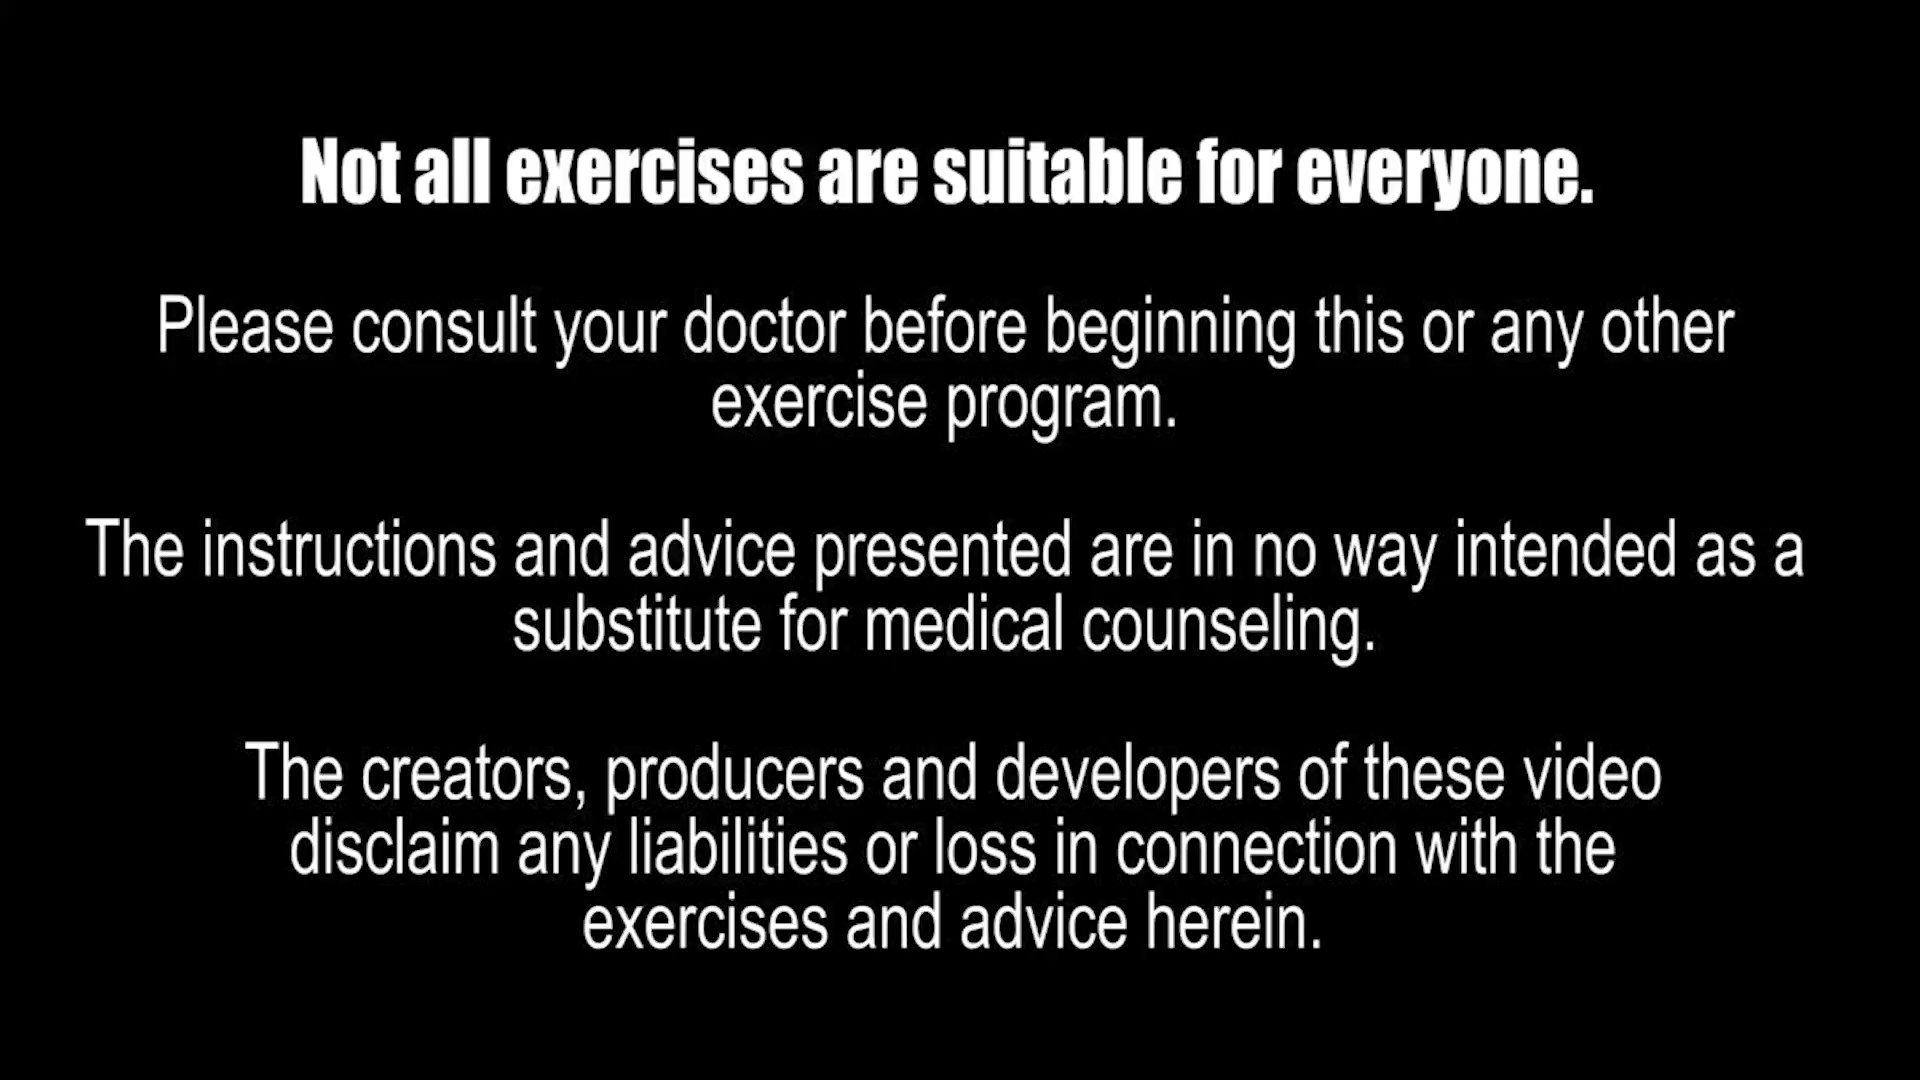 Not all exercises are suitable for everyone.
Please consult your doctor before beginning this or any other
exercise program.
The instructions and advice presented are in no way intended as a
substitute for medical counseling.
The creators, producers and developers of these video
disclaim any liabilities or loss in connection with the
exercises and advice herein.